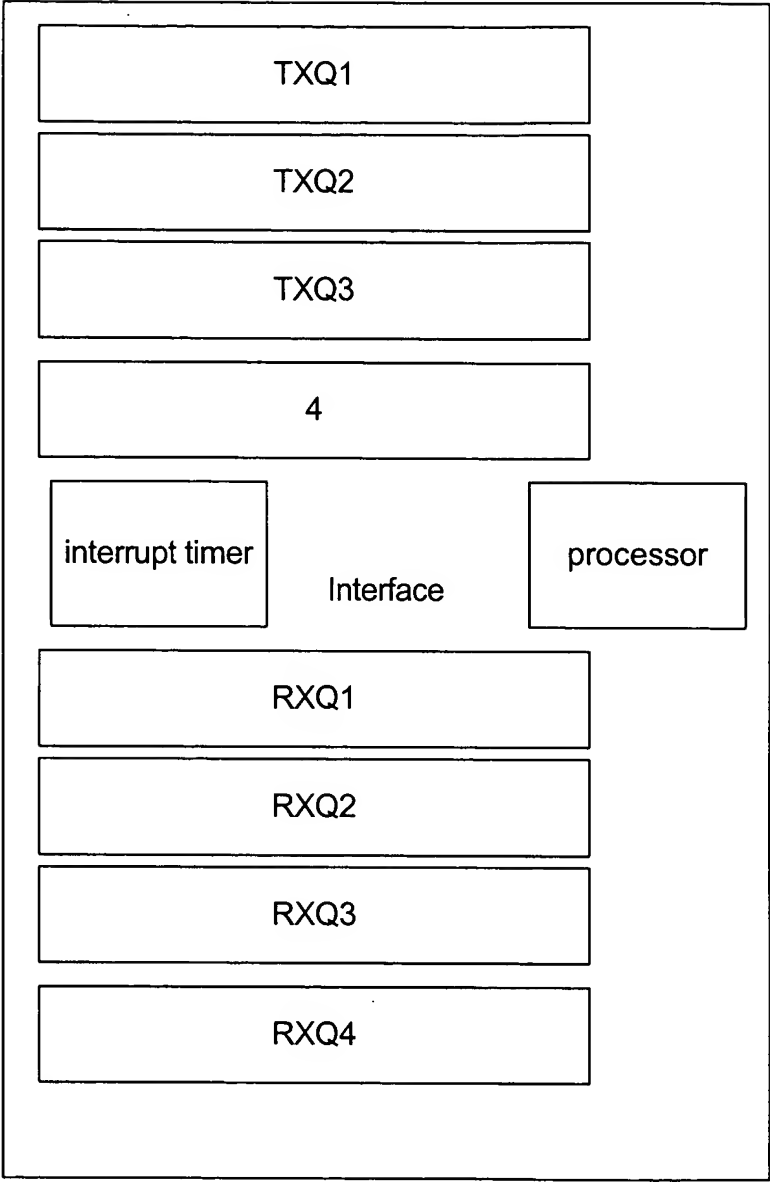 TXQ1
TXQ2
TXQ3
4
interrupt timer
Interface
processor
RXQ1
RXQ2
RXQ3
RXQ4